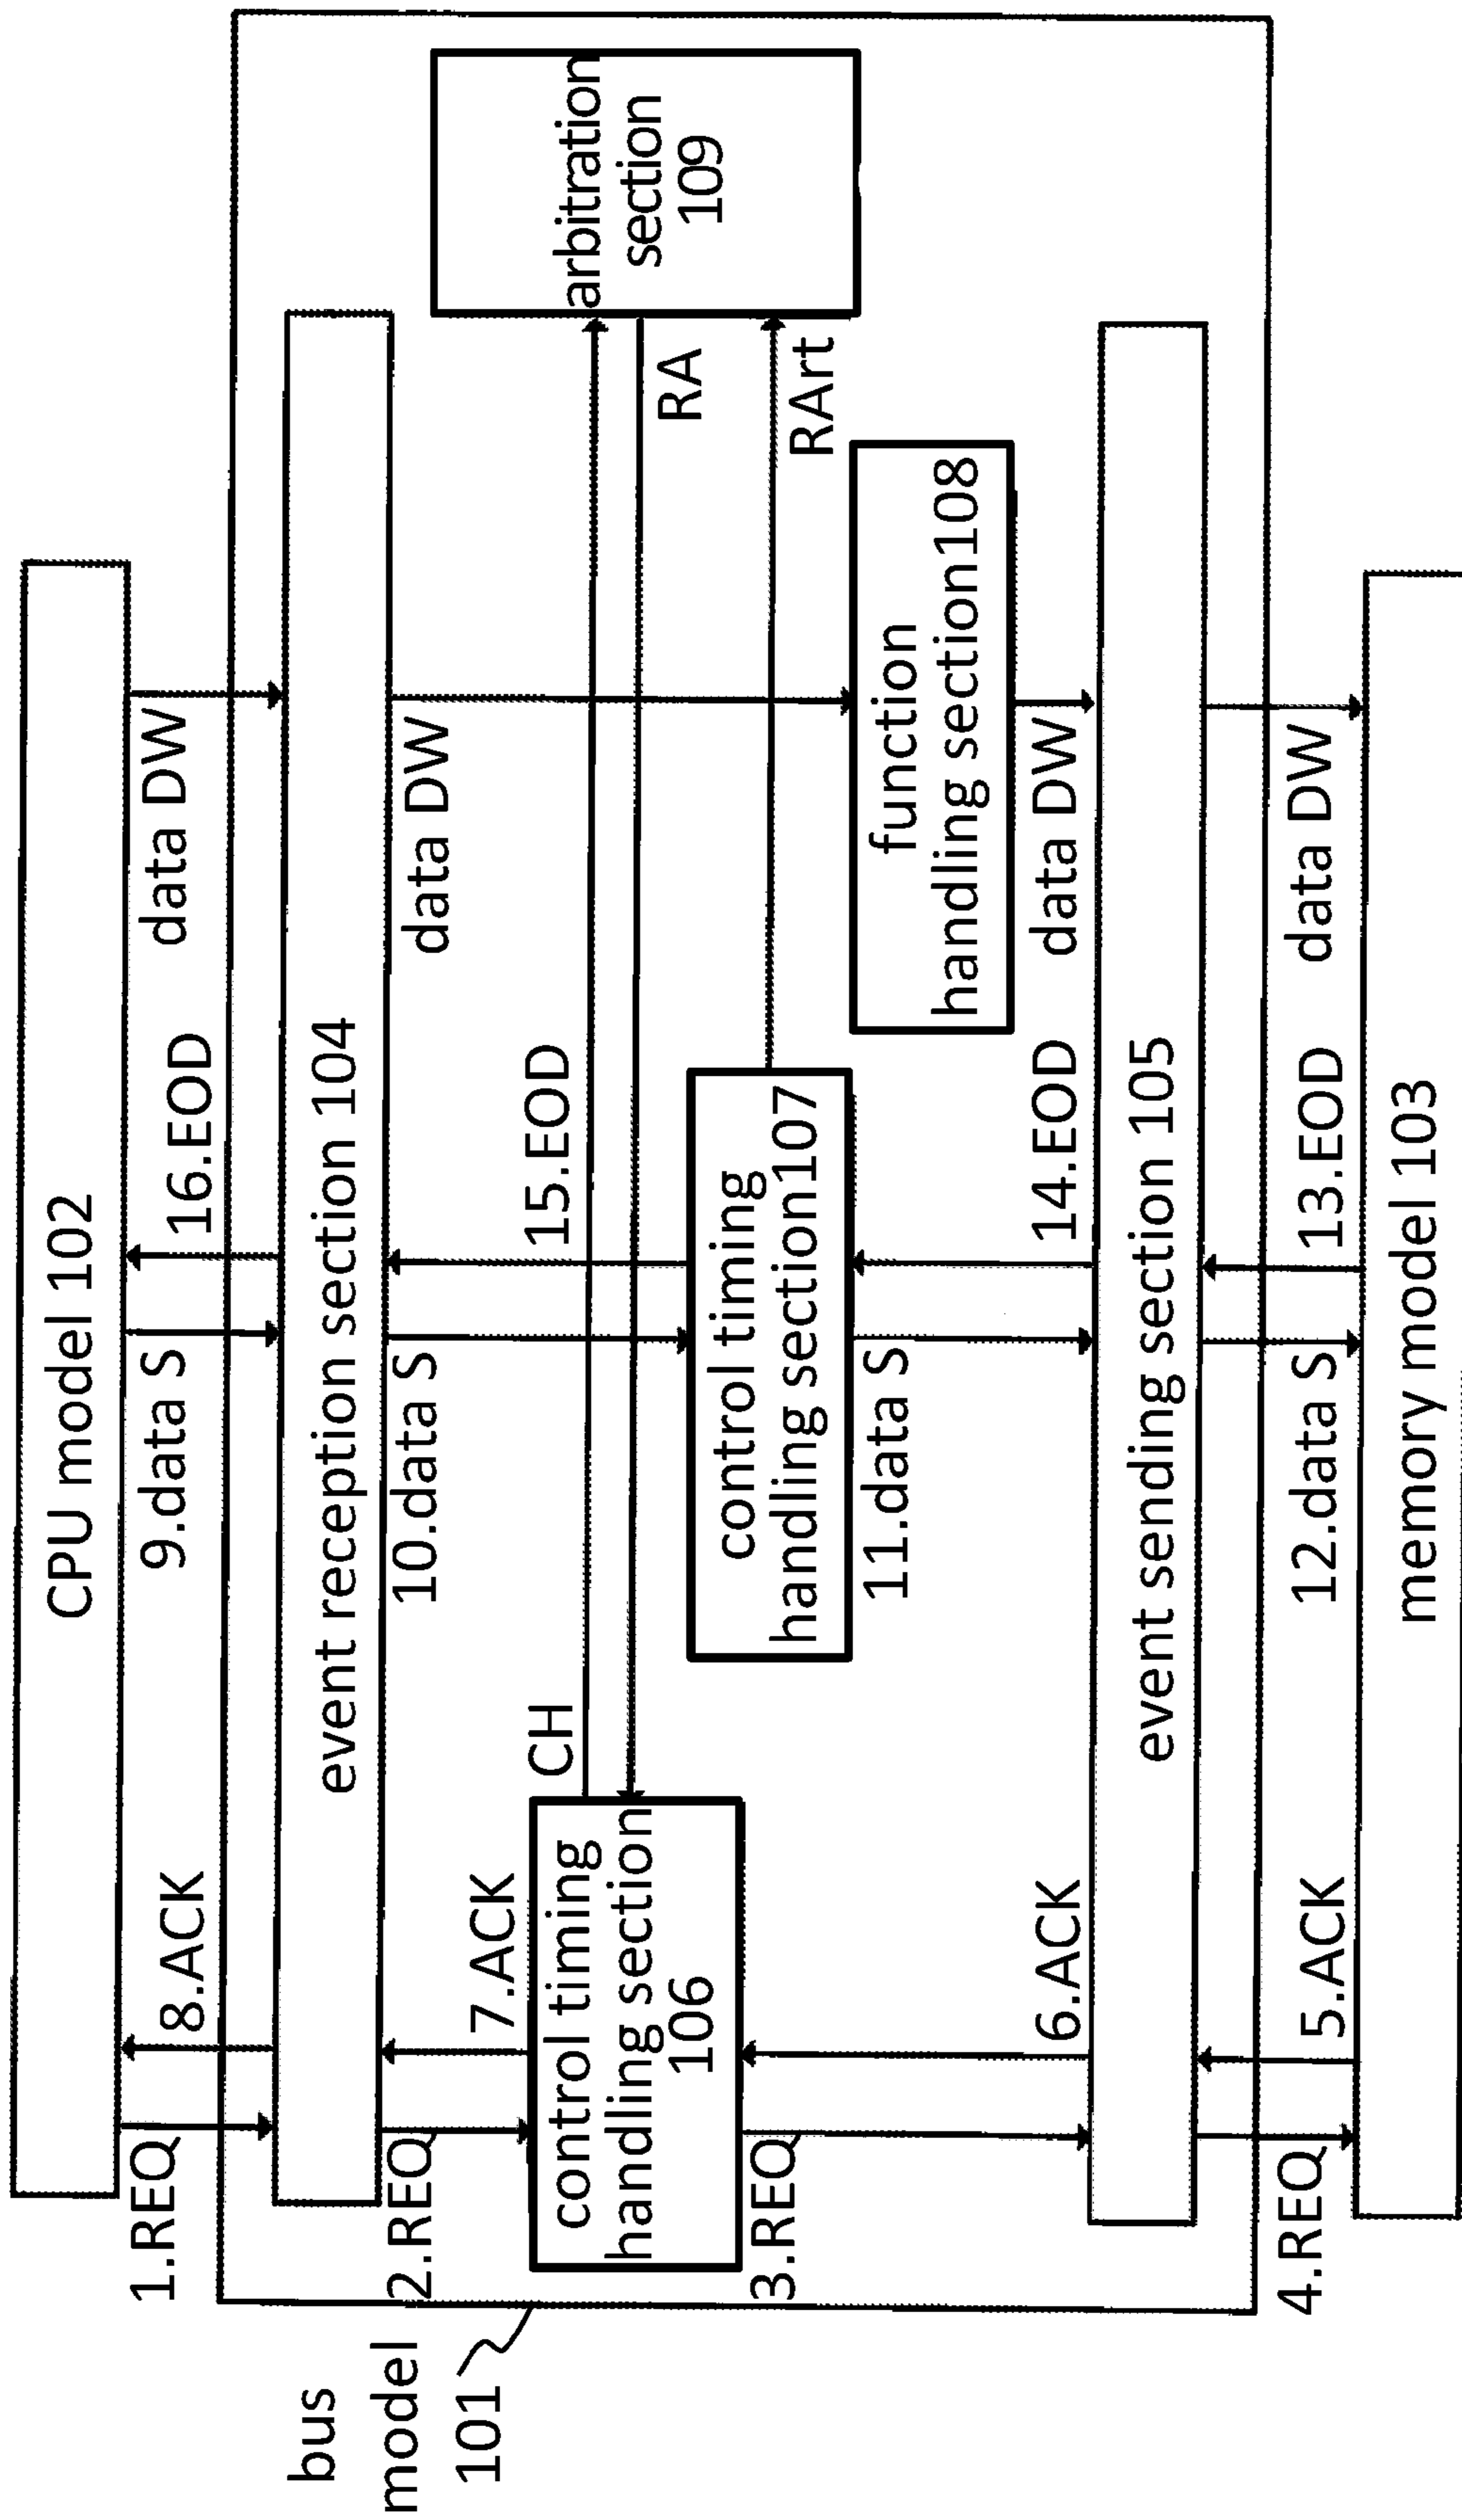 CPU model 102
1.REQ
8.ACK
9.data S
16.EOD
data DW
bus
model
101
event reception section 104
2.REQ
7.ACK
10.data S
15.EOD
data DW
CH
control timing
handling section
106
arbitration
section
109
RA
RArt
control timing
handling section107
function
handling section108
3.REQ
6.ACK
11.data S
14.EOD
data DW
event sending section 105
4.REQ
5.ACK
12.data S
13.EOD
data DW
memory model 103